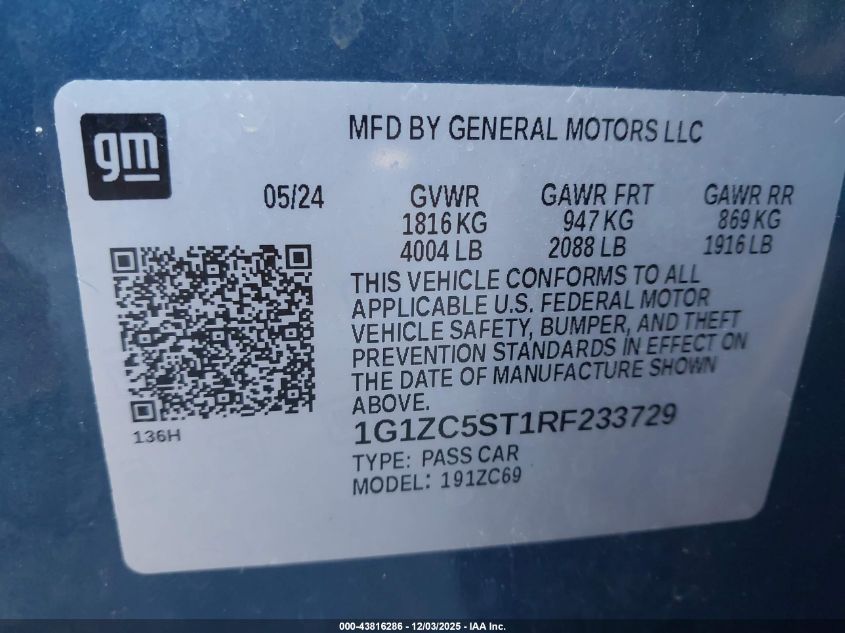 gm
MFD BY GENERAL MOTORS LLC
05/24 GVWR GAWR FRT GAWR RR
1816 KG 947 KG 869 KG
4004 LB 2088 LB 1916 LB
THIS VEHICLE CONFORMS TO ALL
APPLICABLE U.S. FEDERAL MOTOR
VEHICLE SAFETY, BUMPER, AND THEFT
PREVENTION STANDARDS IN EFFECT ON
THE DATE OF MANUFACTURE SHOWN
ABOVE.
136H
1G1ZC5ST1RF233729
TYPE: PASS CAR
MODEL: 191ZC69
000-43816286 - 12/03/2025 - IAA Inc.